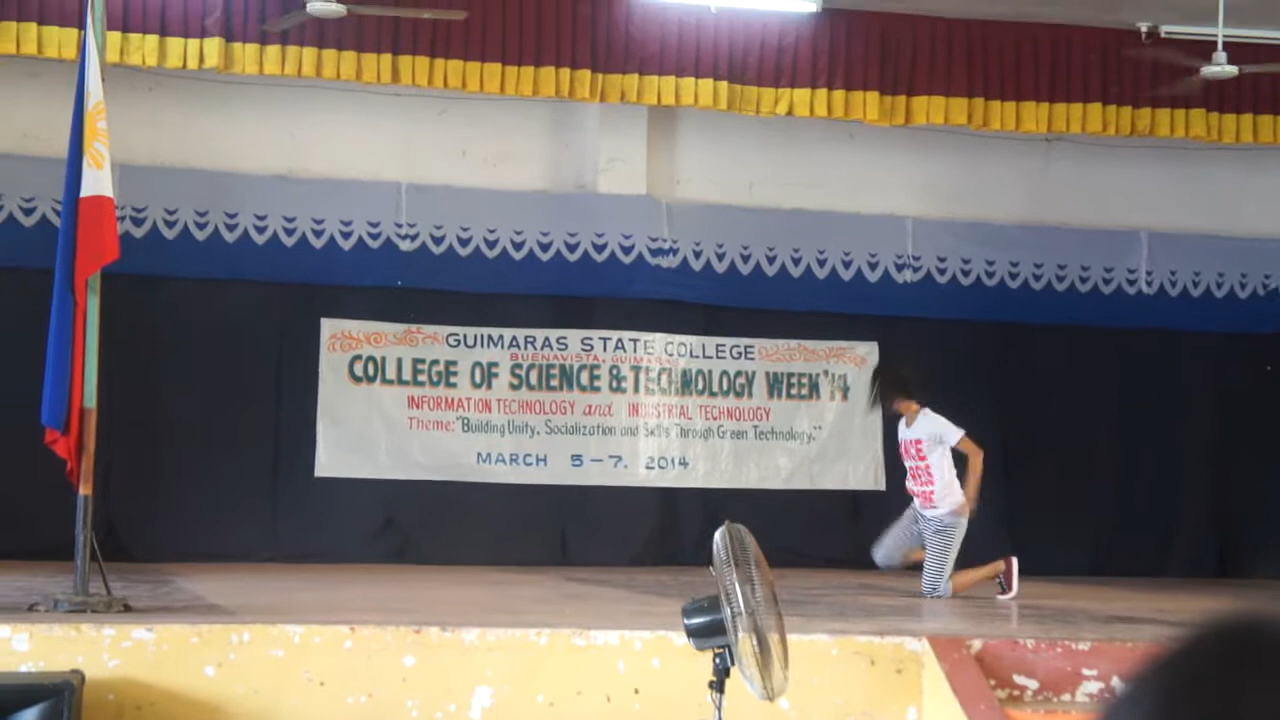 GUIMARAS STATE COLLEGE
BUENAVISTA, GUIMARAS
COLLEGE OF SCIENCE & TECHNOLOGY WEEK '14
INFORMATION TECHNOLOGY and INDUSTRIAL TECHNOLOGY
Theme: "Building Unity, Socialization and Skills Through Green Technology."
MARCH 5-7, 2014